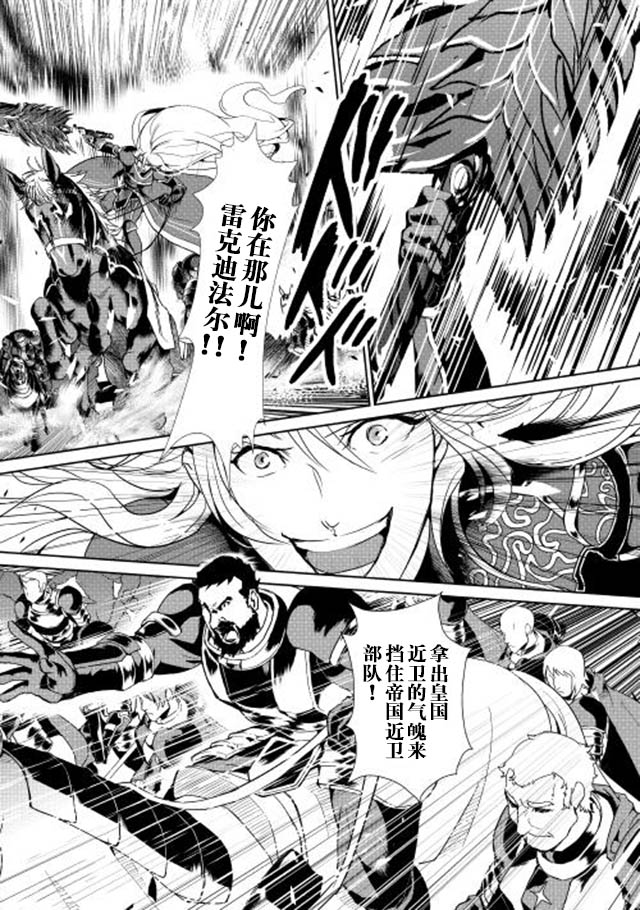 你在那儿啊！
雷克迪法尔！！
拿出皇国
近卫的气魄来
挡住帝国近卫
部队！